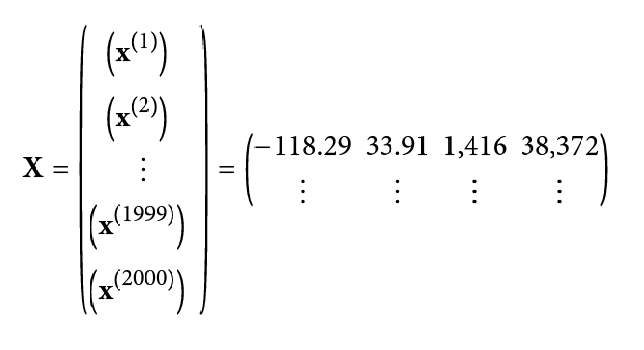 (x^(1))
(x^(2))
⋮
X = = (−118.29 33.91 1,416 38,372)
⋮ ⋮ ⋮ ⋮
(x^(1999))
(x^(2000))